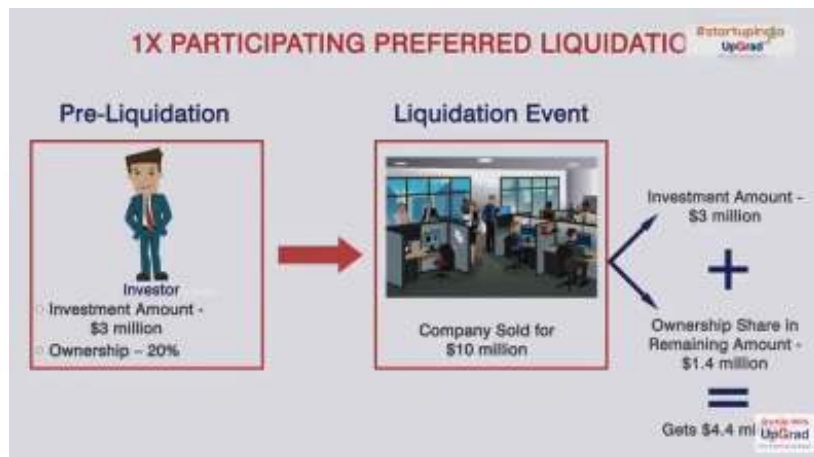 1X PARTICIPATING PREFERRED LIQUIDATIO
#startupindia
UpGrad
Pre-Liquidation
Liquidation Event
Investor
Investment Amount -
$3 million
Ownership – 20%
Company Sold for
$10 million
Investment Amount -
$3 million
+
Ownership Share in
Remaining Amount -
$1.4 million
=
Gets $4.4 mi
UpGrad